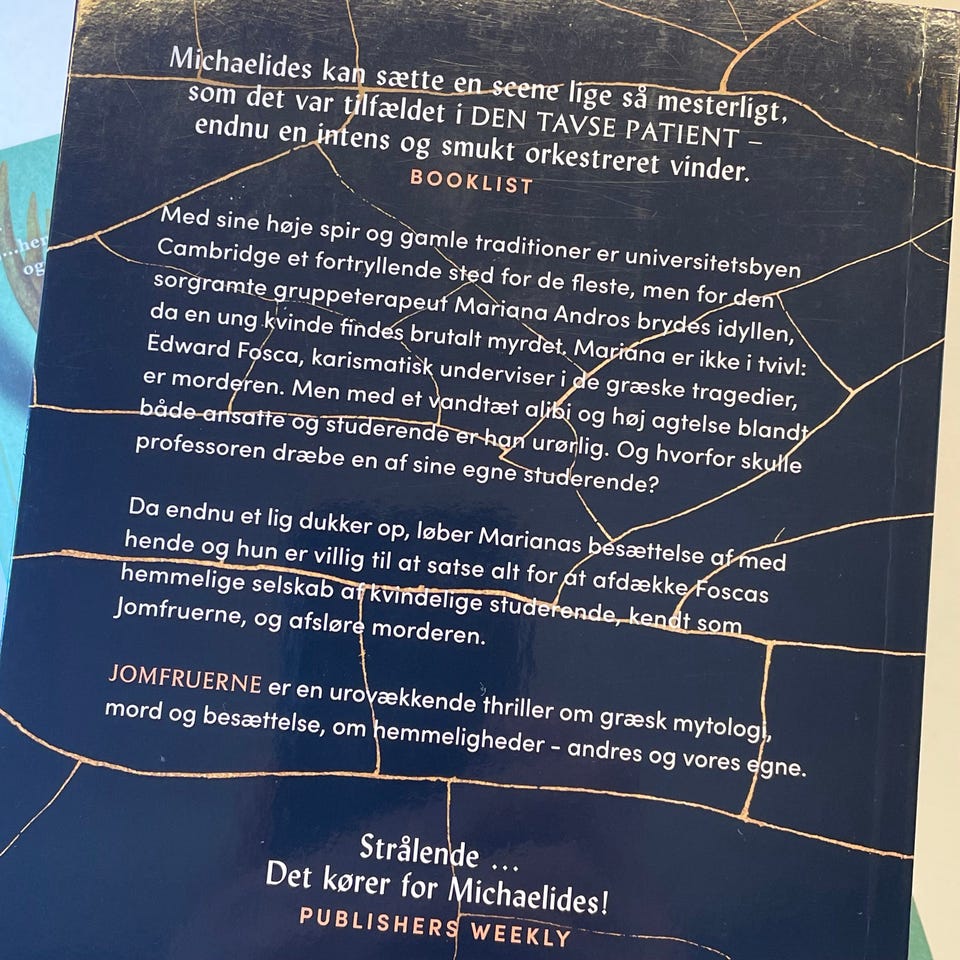 Michaelides kan sætte en scene lige så mesterligt,
som det var tilfældet i DEN TAVSE PATIENT –
endnu en intens og smukt orkestreret vinder.
BOOKLIST
Med sine høje spir og gamle traditioner er universitetsbyen
Cambridge et fortryllende sted for de fleste, men for den
sorgramte gruppeterapeut Mariana Andros brydes idyllen,
da en ung kvinde findes brutalt myrdet. Mariana er ikke i tvivl:
Edward Fosca, karismatisk underviser i de græske tragedier,
er morderen. Men med et vandtæt alibi og høj agtelse blandt
både ansatte og studerende er han urørlig. Og hvorfor skulle
professoren dræbe en af sine egne studerende?
Da endnu et lig dukker op, løber Marianas besættelse af med
hende og hun er villig til at satse alt for at afdække Foscas
hemmelige selskab af kvindelige studerende, kendt som
Jomfruerne, og afsløre morderen.
JOMFRUERNE er en urovækkende thriller om græsk mytologi,
mord og besættelse, om hemmeligheder - andres og vores egne.
Strålende ...
Det kører for Michaelides!
PUBLISHERS WEEKLY